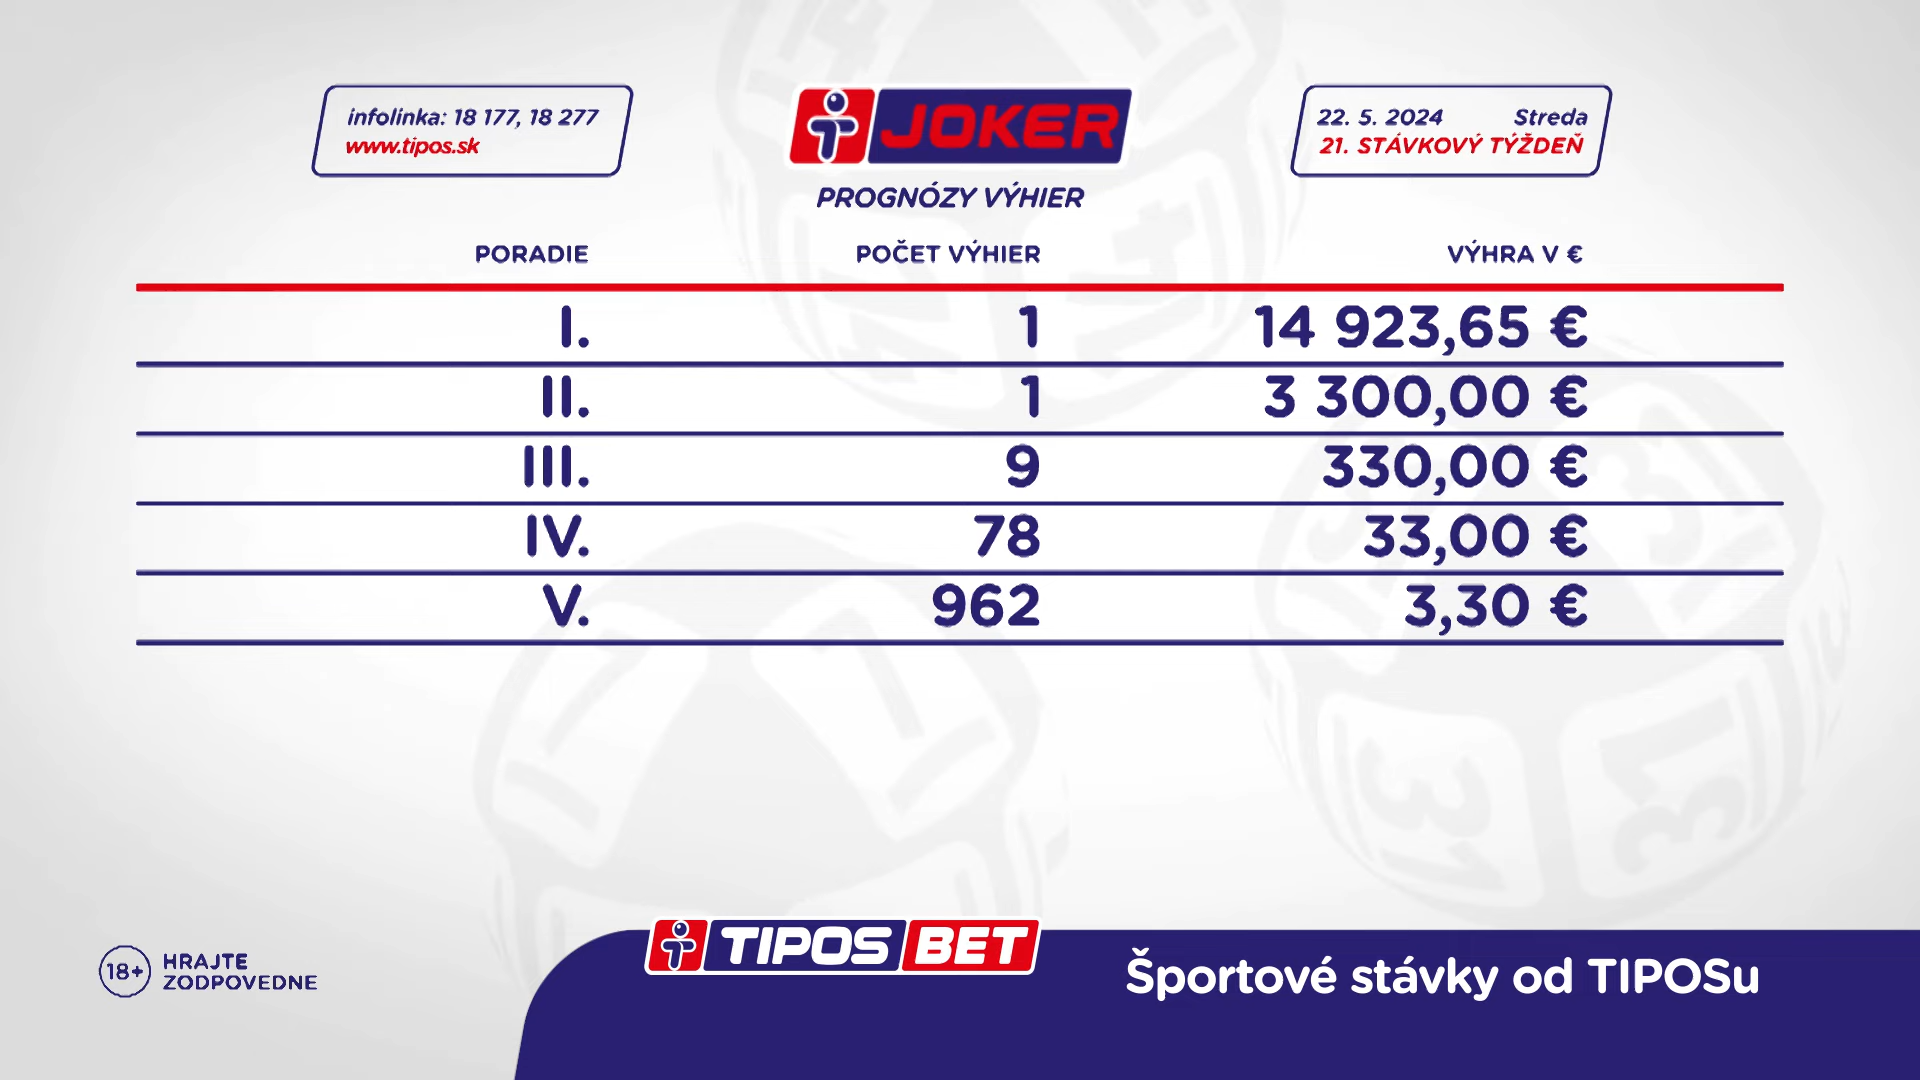 infolinka: 18 177, 18 277
www.tipos.sk
JOKER
PROGNÓZY VÝHIER
22. 5. 2024 Streda
21. STÁVKOVÝ TÝŽDEŇ
PORADIE POČET VÝHIER VÝHRA V €
I. 1 14 923,65 €
II. 1 3 300,00 €
III. 9 330,00 €
IV. 78 33,00 €
V. 962 3,30 €
18+ HRAJTE
ZODPOVEDNE
TIPOS BET
Športové stávky od TIPOSu